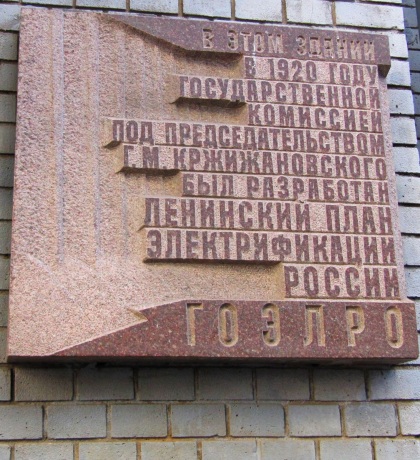 В ЭТОМ ЗДАНИИ
В 1920 ГОДУ
ГОСУДАРСТВЕННОЙ
КОМИССИЕЙ
ПОД ПРЕДСЕДАТЕЛЬСТВОМ
Г.М КРЖИЖАНОВСКОГО
БЫЛ РАЗРАБОТАН
ЛЕНИНСКИЙ ПЛАН
ЭЛЕКТРИФИКАЦИИ
РОССИИ
ГОЭЛРО